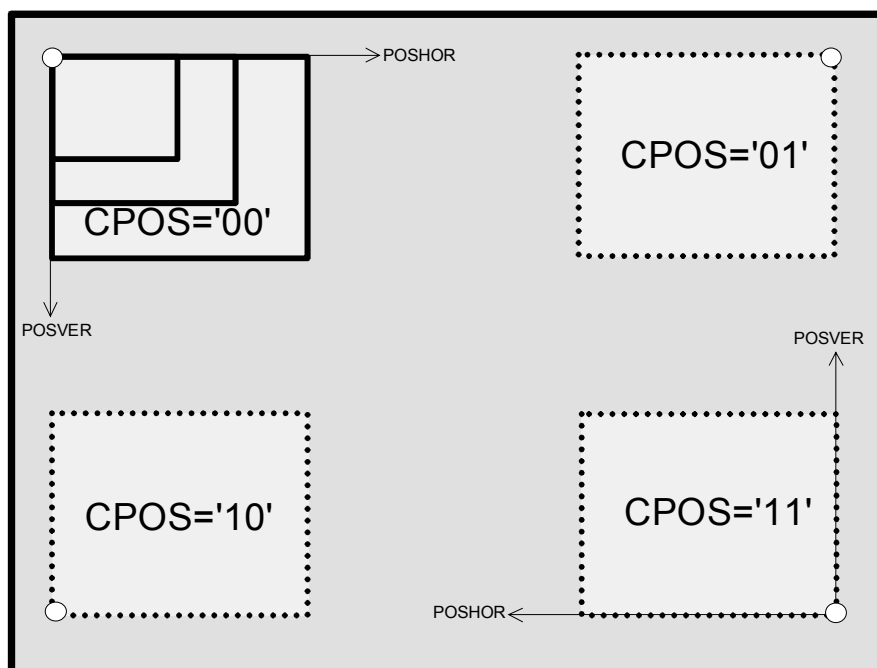 POSHOR
CPOS='01'
CPOS='00'
POSVER
POSVER
CPOS='10'
CPOS='11'
POSHOR